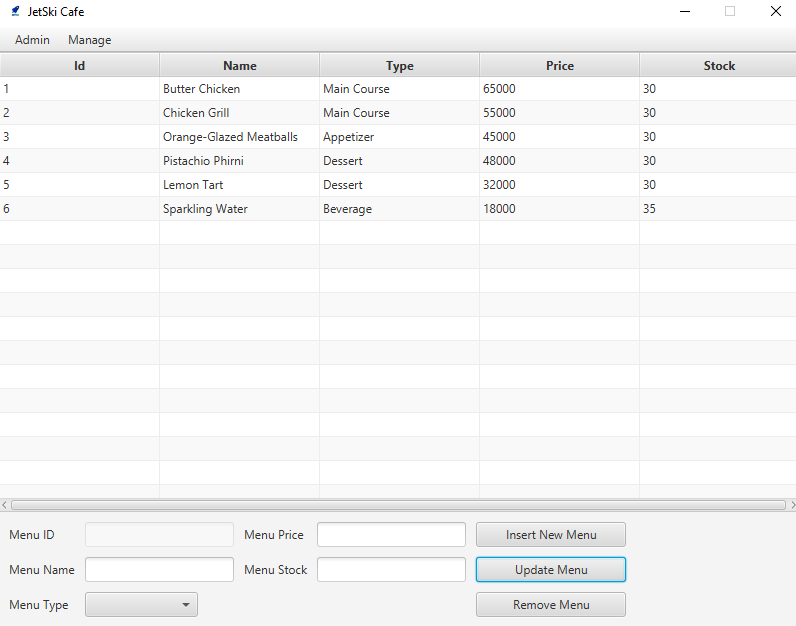 JetSki Cafe
Admin Manage
Id Name Type Price Stock
1 Butter Chicken Main Course 65000 30
2 Chicken Grill Main Course 55000 30
3 Orange-Glazed Meatballs Appetizer 45000 30
4 Pistachio Phirni Dessert 48000 30
5 Lemon Tart Dessert 32000 30
6 Sparkling Water Beverage 18000 35
Menu ID Menu Price Insert New Menu
Menu Name Menu Stock Update Menu
Menu Type Remove Menu